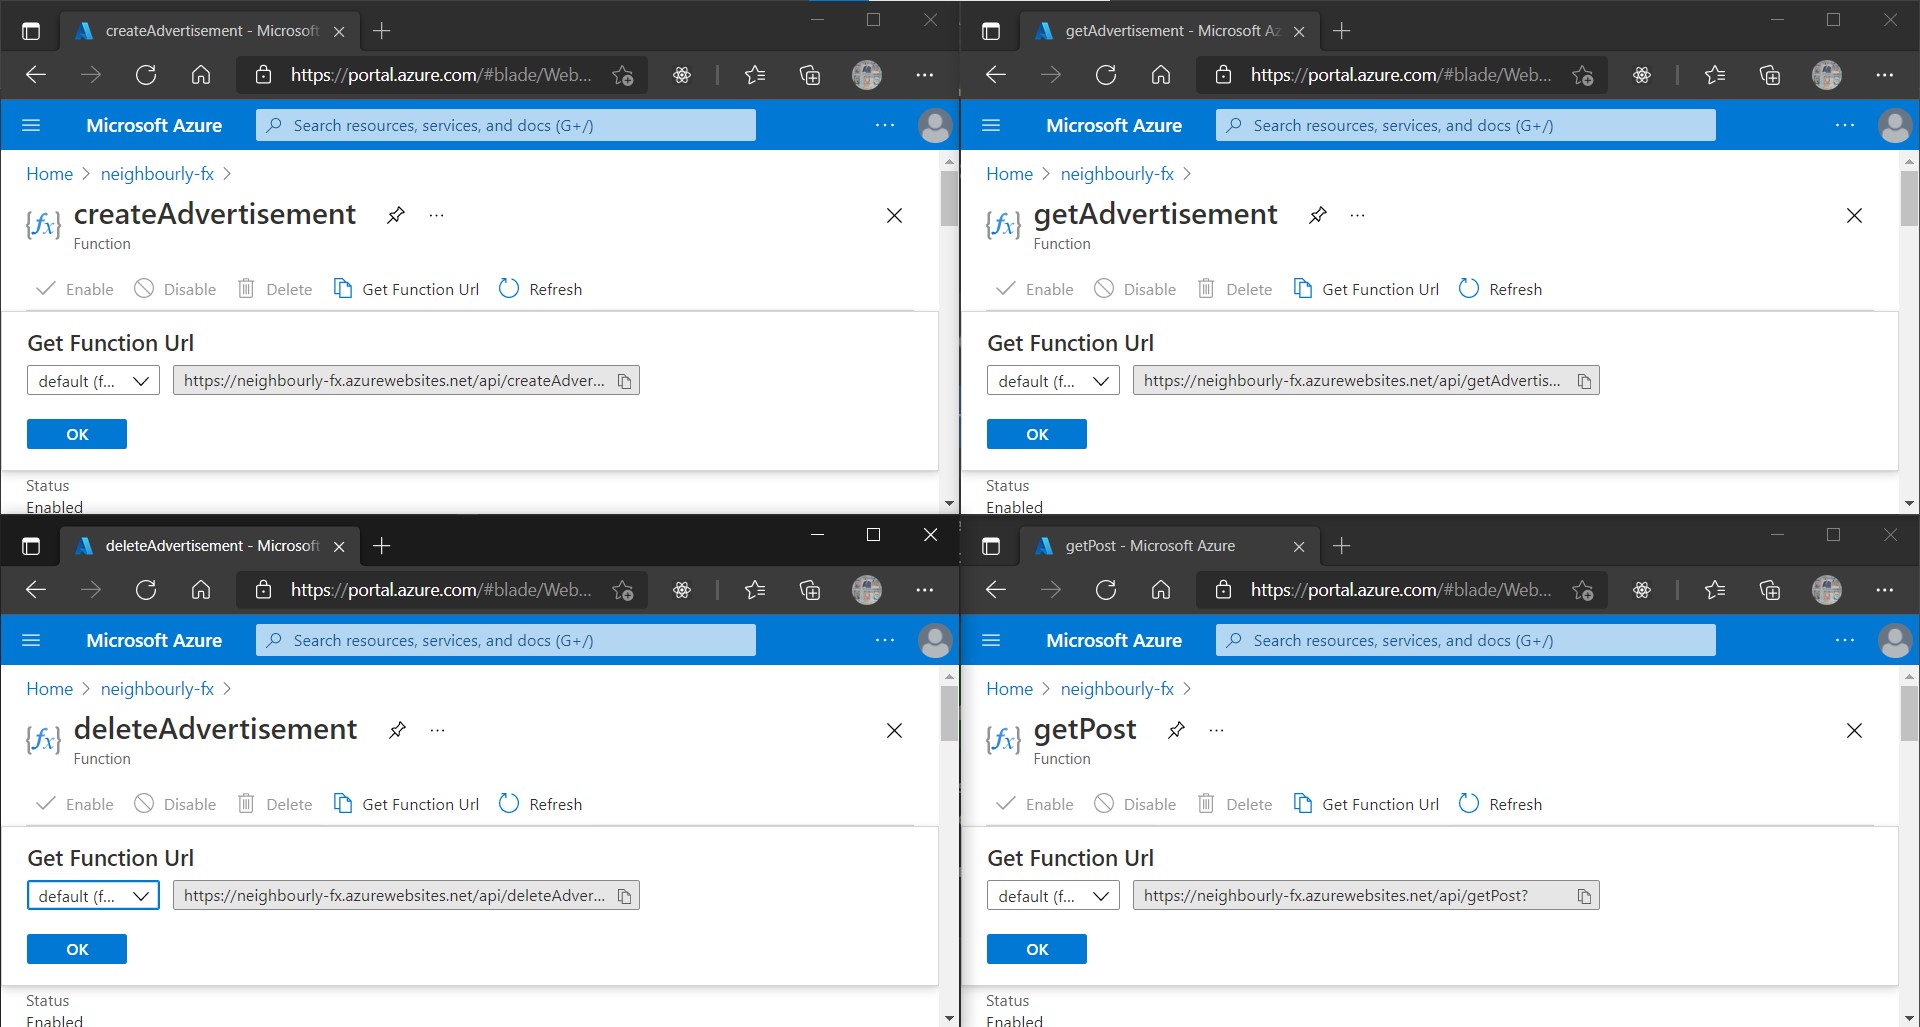 createAdvertisement - Microsoft
https://portal.azure.com/#blade/Web...
Microsoft Azure
Search resources, services, and docs (G+/)
Home > neighbourly-fx >
createAdvertisement
Function
Enable Disable Delete Get Function Url Refresh
Get Function Url
default (f... https://neighbourly-fx.azurewebsites.net/api/createAdver...
OK
Status
Enabled
getAdvertisement - Microsoft Az
https://portal.azure.com/#blade/Web...
Microsoft Azure
Search resources, services, and docs (G+/)
Home > neighbourly-fx >
getAdvertisement
Function
Enable Disable Delete Get Function Url Refresh
Get Function Url
default (f... https://neighbourly-fx.azurewebsites.net/api/getAdvertis...
OK
Status
Enabled
deleteAdvertisement - Microsoft
https://portal.azure.com/#blade/Web...
Microsoft Azure
Search resources, services, and docs (G+/)
Home > neighbourly-fx >
deleteAdvertisement
Function
Enable Disable Delete Get Function Url Refresh
Get Function Url
default (f... https://neighbourly-fx.azurewebsites.net/api/deleteAdver...
OK
Status
Enabled
getPost - Microsoft Azure
https://portal.azure.com/#blade/Web...
Microsoft Azure
Search resources, services, and docs (G+/)
Home > neighbourly-fx >
getPost
Function
Enable Disable Delete Get Function Url Refresh
Get Function Url
default (f... https://neighbourly-fx.azurewebsites.net/api/getPost?
OK
Status
Enabled